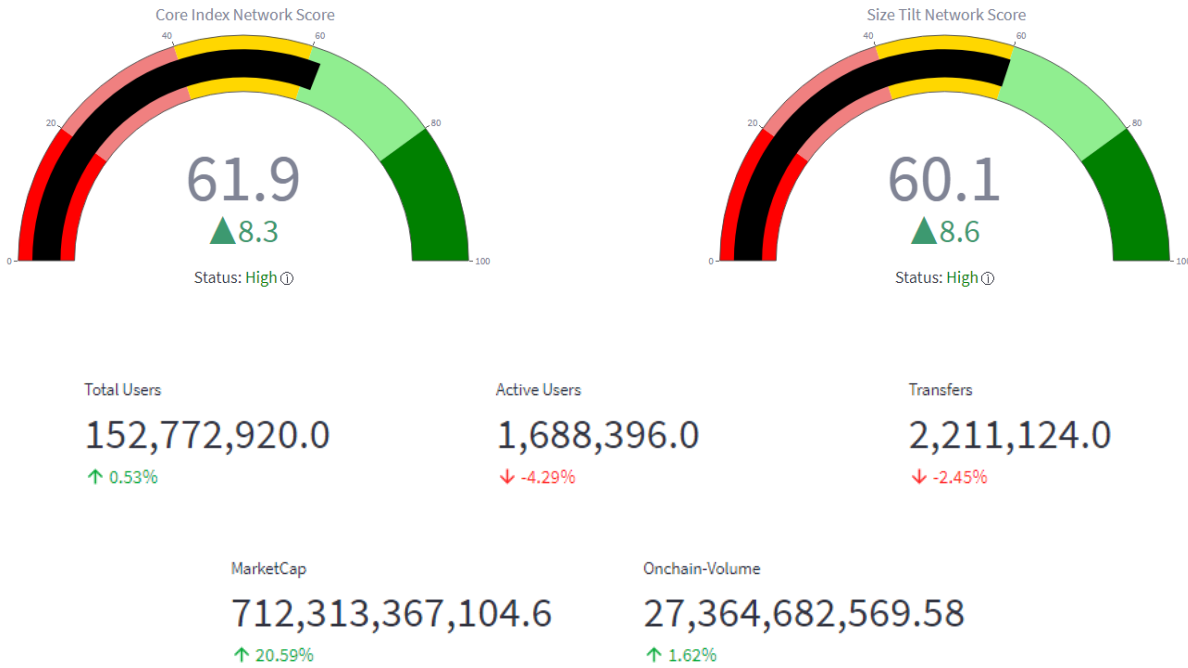 Core Index Network Score
0
20
40
60
80
100
61.9
▲8.3
Status: High ⓘ
Size Tilt Network Score
0
20
40
60
80
100
60.1
▲8.6
Status: High ⓘ
Total Users
152,772,920.0
↑ 0.53%
Active Users
1,688,396.0
↓ -4.29%
Transfers
2,211,124.0
↓ -2.45%
MarketCap
712,313,367,104.6
↑ 20.59%
Onchain-Volume
27,364,682,569.58
↑ 1.62%